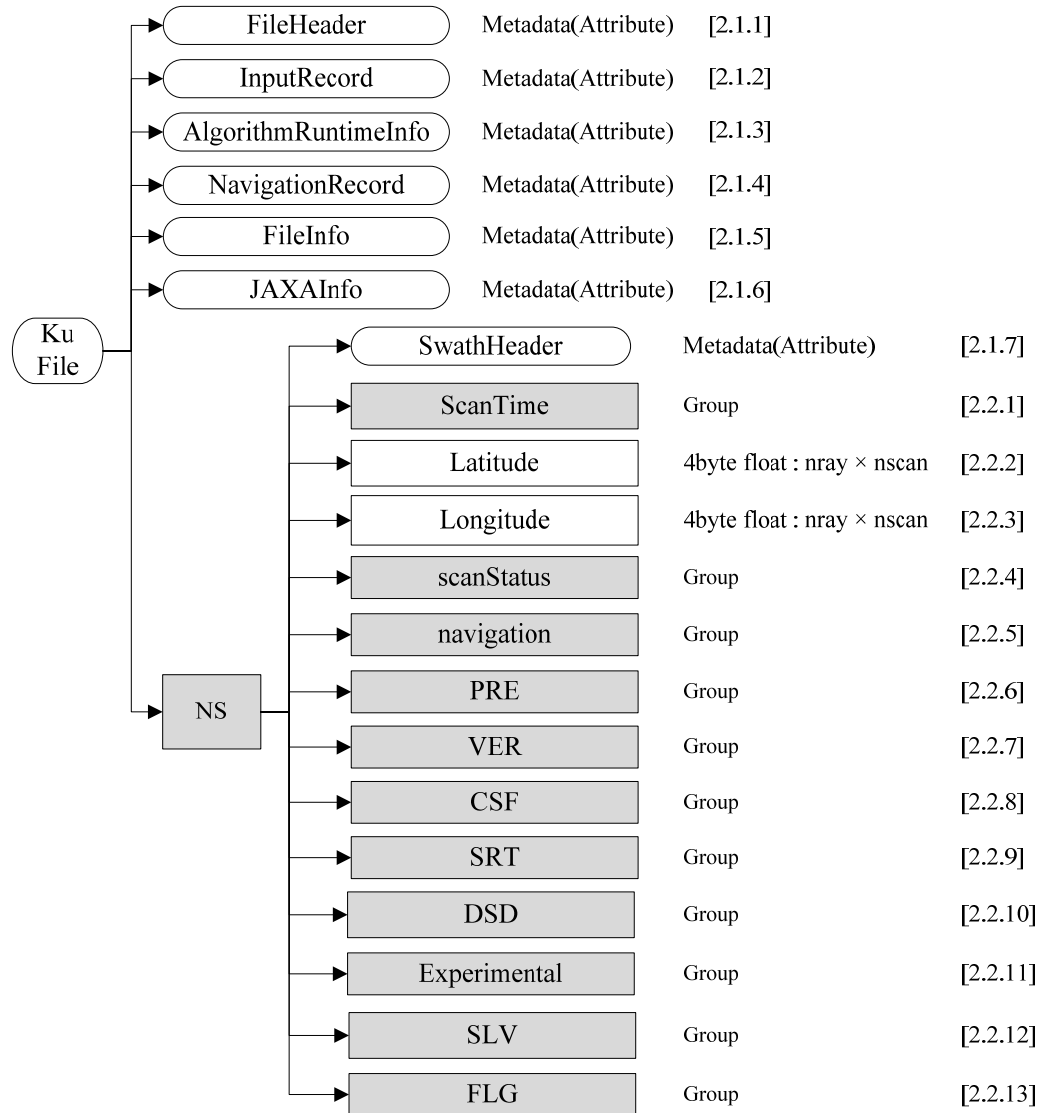 FileHeader Metadata(Attribute) [2.1.1]
InputRecord Metadata(Attribute) [2.1.2]
AlgorithmRuntimeInfo Metadata(Attribute) [2.1.3]
NavigationRecord Metadata(Attribute) [2.1.4]
FileInfo Metadata(Attribute) [2.1.5]
JAXAInfo Metadata(Attribute) [2.1.6]
Ku
File
SwathHeader Metadata(Attribute) [2.1.7]
ScanTime Group [2.2.1]
Latitude 4byte float : nray × nscan [2.2.2]
Longitude 4byte float : nray × nscan [2.2.3]
scanStatus Group [2.2.4]
navigation Group [2.2.5]
NS
PRE Group [2.2.6]
VER Group [2.2.7]
CSF Group [2.2.8]
SRT Group [2.2.9]
DSD Group [2.2.10]
Experimental Group [2.2.11]
SLV Group [2.2.12]
FLG Group [2.2.13]